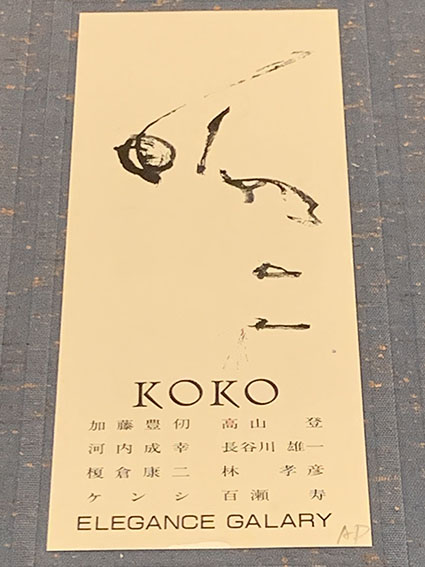 KOKO
加藤豊仞 高山 登
河内成幸 長谷川 雄一
榎倉康二 林 孝彦
ケンシ 百瀬 寿
ELEGANCE GALARY
AD